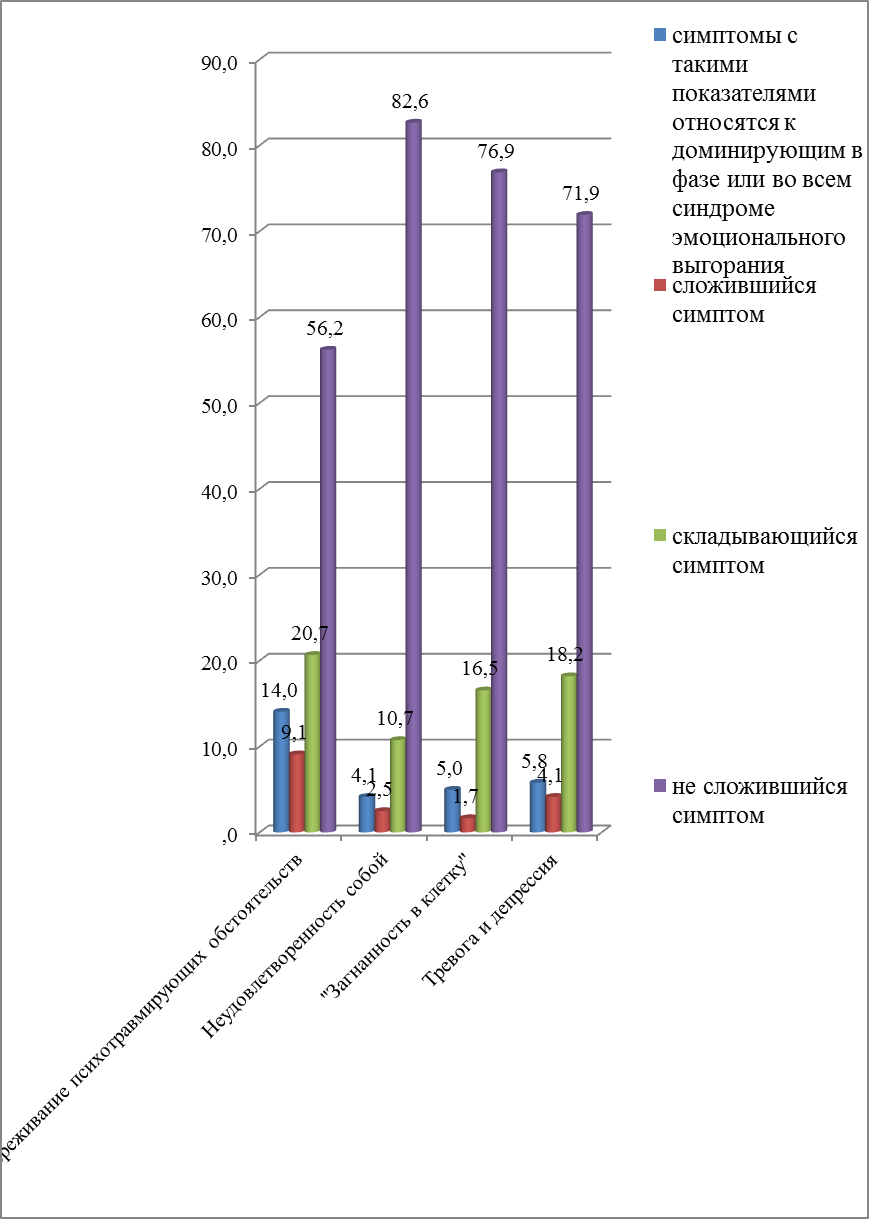 90,0
80,0
70,0
60,0
50,0
40,0
30,0
20,0
10,0
,0
14,0
9,1
20,7
56,2
4,1
2,5
10,7
82,6
5,0
1,7
16,5
76,9
5,8
4,1
18,2
71,9
реживание психотравмирующих обстоятельств
Неудовлетворенность собой
"Загнанность в клетку"
Тревога и депрессия
симптомы с
такими
показателями
относятся к
доминирующим в
фазе или во всем
синдроме
эмоционального
выгорания
сложившийся
симптом
складывающийся
симптом
не сложившийся
симптом